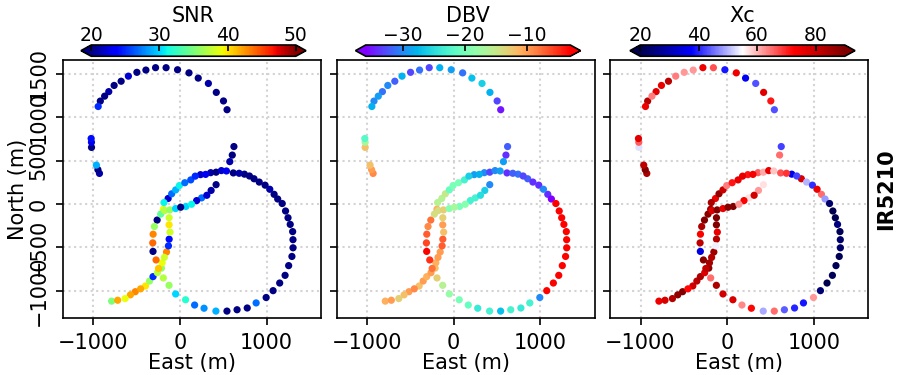 SNR DBV Xc
20 30 40 50 −30 −20 −10 20 40 60 80
1500
1000
500
0
−500
−1000
North (m)
IR5210
−1000 0 1000 −1000 0 1000 −1000 0 1000
East (m) East (m) East (m)